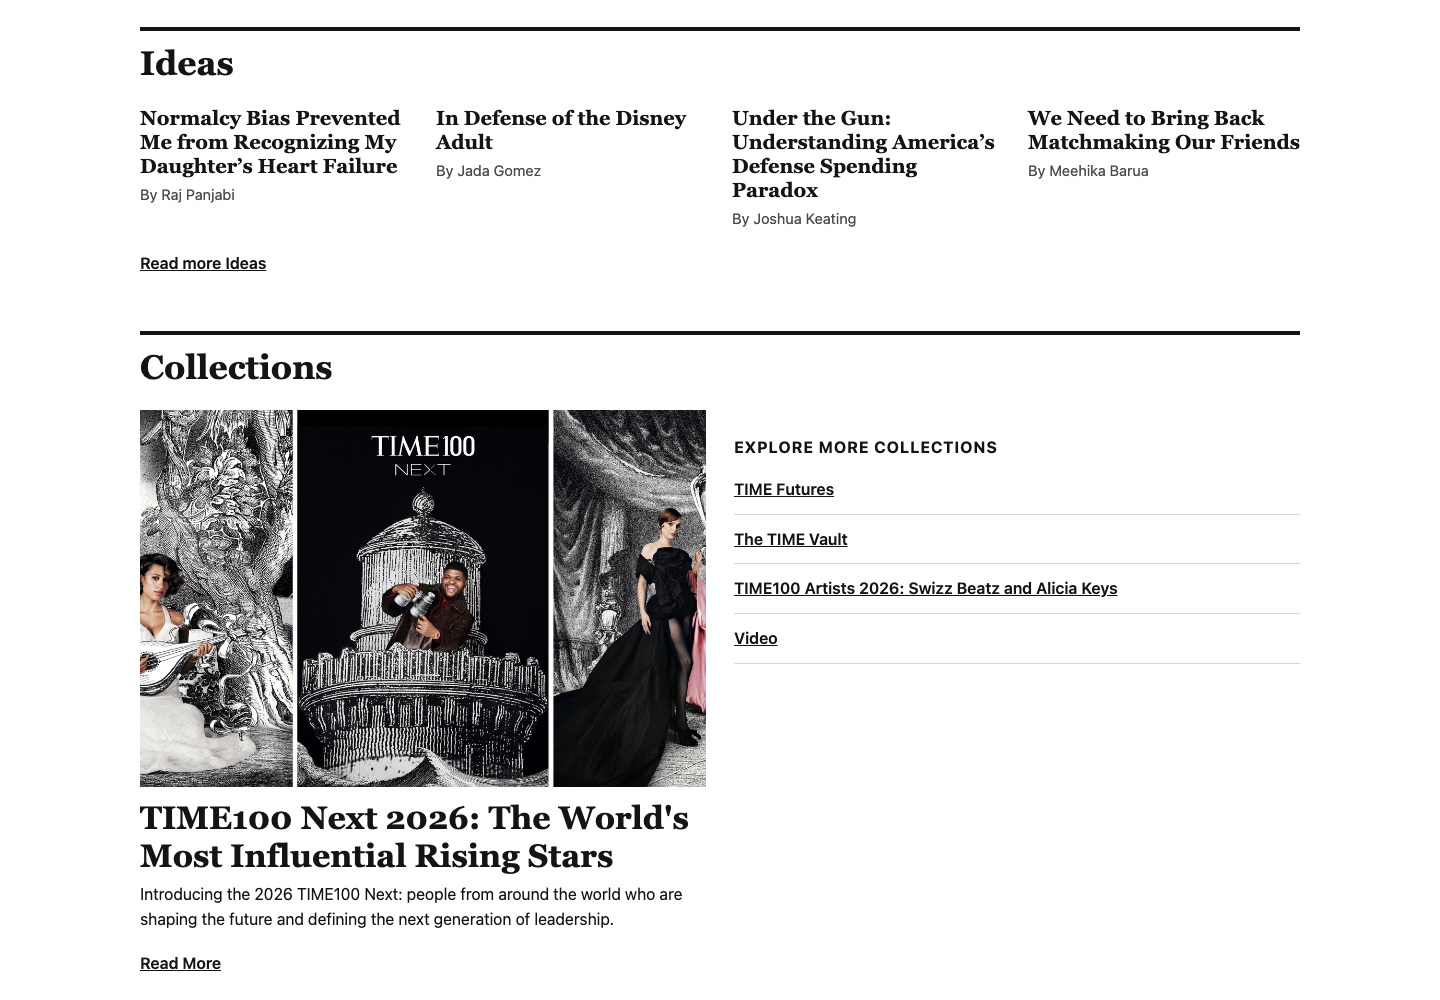 Ideas
Normalcy Bias Prevented
Me from Recognizing My
Daughter’s Heart Failure
By Raj Panjabi
In Defense of the Disney
Adult
By Jada Gomez
Under the Gun:
Understanding America’s
Defense Spending
Paradox
By Joshua Keating
We Need to Bring Back
Matchmaking Our Friends
By Meehika Barua
Read more Ideas
Collections
TIME100
NEXT
TIME100 Next 2026: The World's
Most Influential Rising Stars
Introducing the 2026 TIME100 Next: people from around the world who are
shaping the future and defining the next generation of leadership.
Read More
EXPLORE MORE COLLECTIONS
TIME Futures
The TIME Vault
TIME100 Artists 2026: Swizz Beatz and Alicia Keys
Video